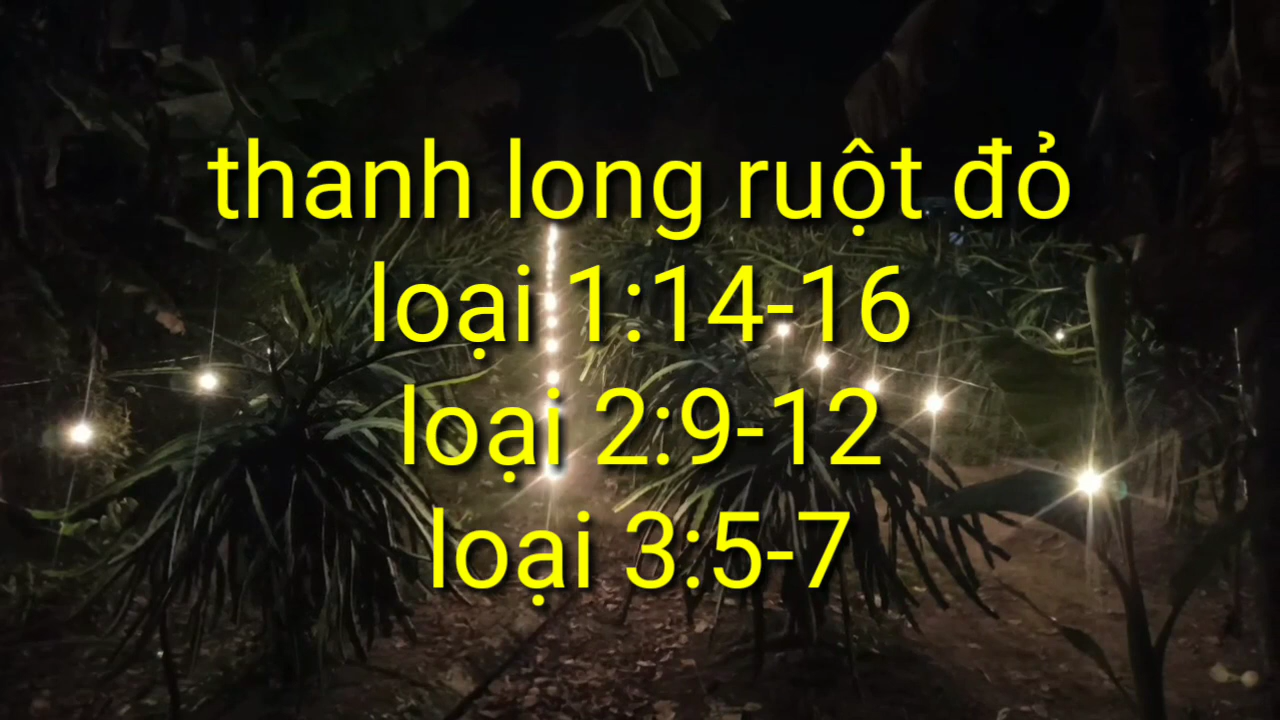 thanh long ruột đỏ
loại 1:14-16
loại 2:9-12
loại 3:5-7